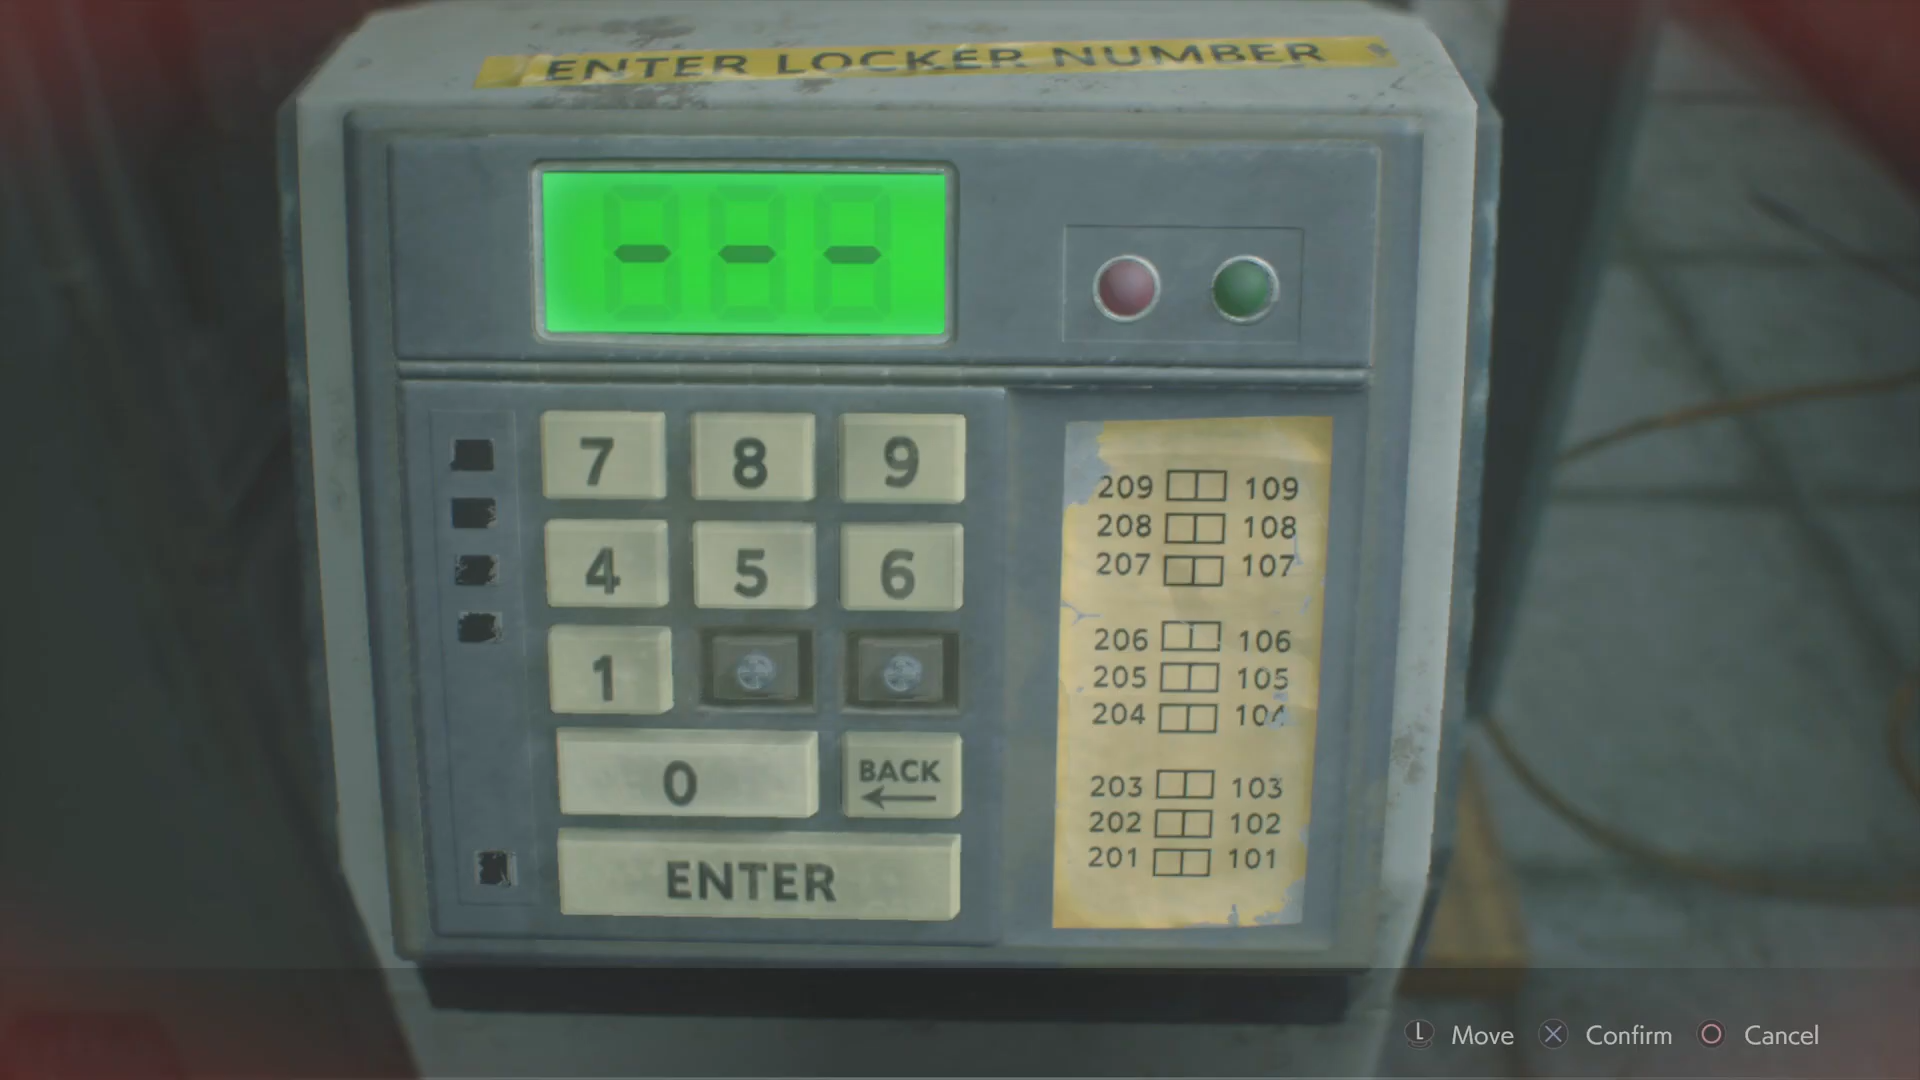 ENTER LOCKER NUMBER
- - -
7 8 9
4 5 6
1
0 BACK
ENTER
209 109
208 108
207 107
206 106
205 105
204 104
203 103
202 102
201 101
L Move Confirm Cancel